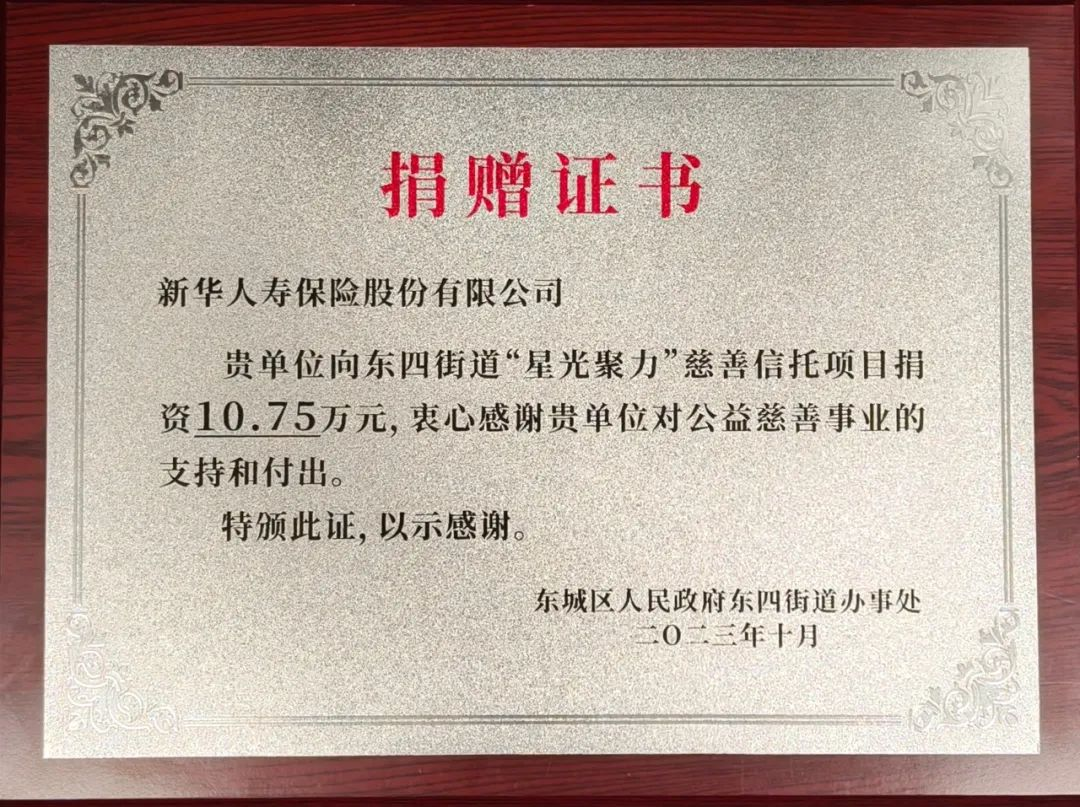 捐赠证书
新华人寿保险股份有限公司
贵单位向东四街道“星光聚力”慈善信托项目捐
资10.75万元,衷心感谢贵单位对公益慈善事业的
支持和付出。
特颁此证,以示感谢。
东城区人民政府东四街道办事处
二〇二三年十月